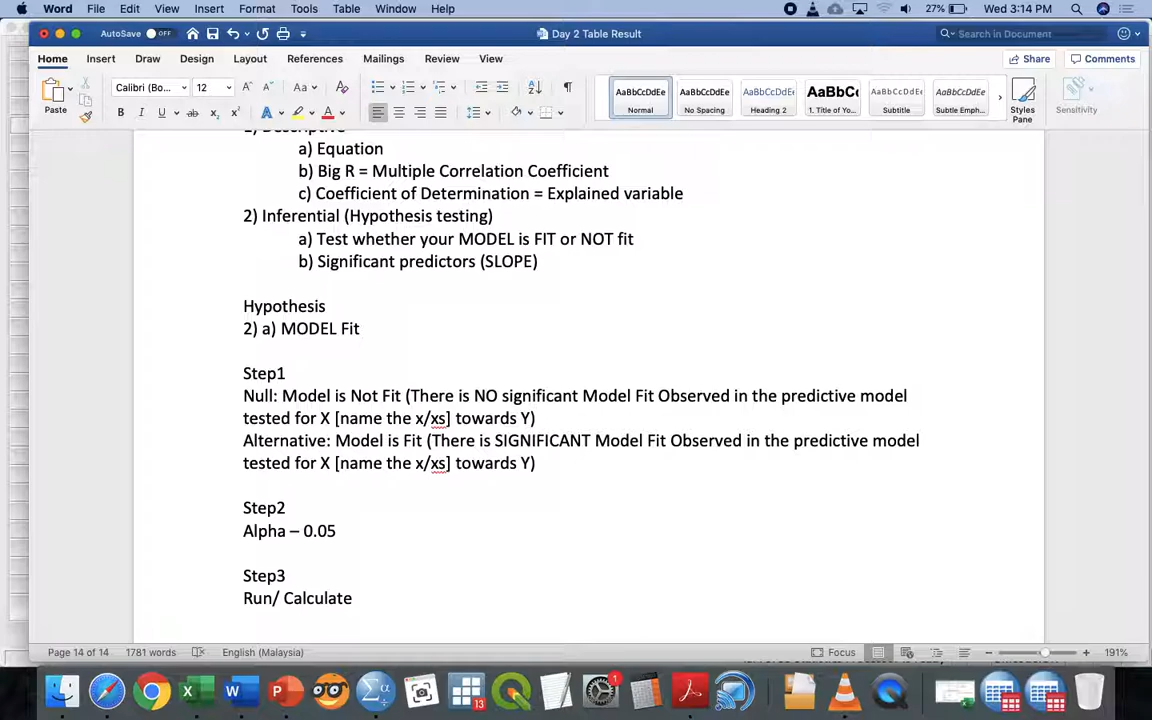 Word File Edit View Insert Format Tools Table Window Help 27% Wed 3:14 PM
AutoSave OFF Day 2 Table Result Search in Document
Home Insert Draw Design Layout References Mailings Review View Share Comments
Paste Calibri (Bo... 12 Aa AaBbCcDdEe AaBbCcDdEe AaBbCcDdEe AaBbCc AaBbCcDdEe AaBbCcDdEe
Normal No Spacing Heading 2 1. Title of Yo... Subtitle Subtle Emph... Styles Pane Sensitivity
1) Descriptive
a) Equation
b) Big R = Multiple Correlation Coefficient
c) Coefficient of Determination = Explained variable
2) Inferential (Hypothesis testing)
a) Test whether your MODEL is FIT or NOT fit
b) Significant predictors (SLOPE)
Hypothesis
2) a) MODEL Fit
Step1
Null: Model is Not Fit (There is NO significant Model Fit Observed in the predictive model
tested for X [name the x/xs] towards Y)
Alternative: Model is Fit (There is SIGNIFICANT Model Fit Observed in the predictive model
tested for X [name the x/xs] towards Y)
Step2
Alpha – 0.05
Step3
Run/ Calculate
Page 14 of 14 1781 words English (Malaysia) Focus 191%
13 1